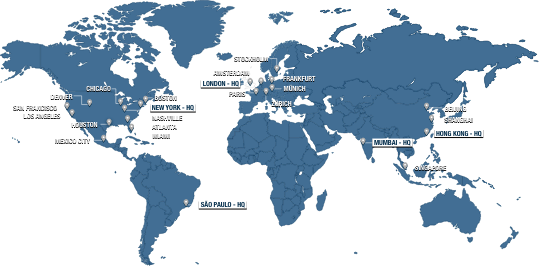 STOCKHOLM
AMSTERDAM
FRANKFURT
LONDON - HQ
MÜNICH
PARIS
ZURICH
CHICAGO
DENVER
BOSTON
NEW YORK - HQ
SAN FRANCISCO
LOS ANGELES
NASHVILLE
HOUSTON
ATLANTA
MIAMI
MEXICO CITY
BEIJING
SHANGHAI
HONG KONG - HQ
MUMBAI - HQ
SINGAPORE
SÃO PAULO - HQ